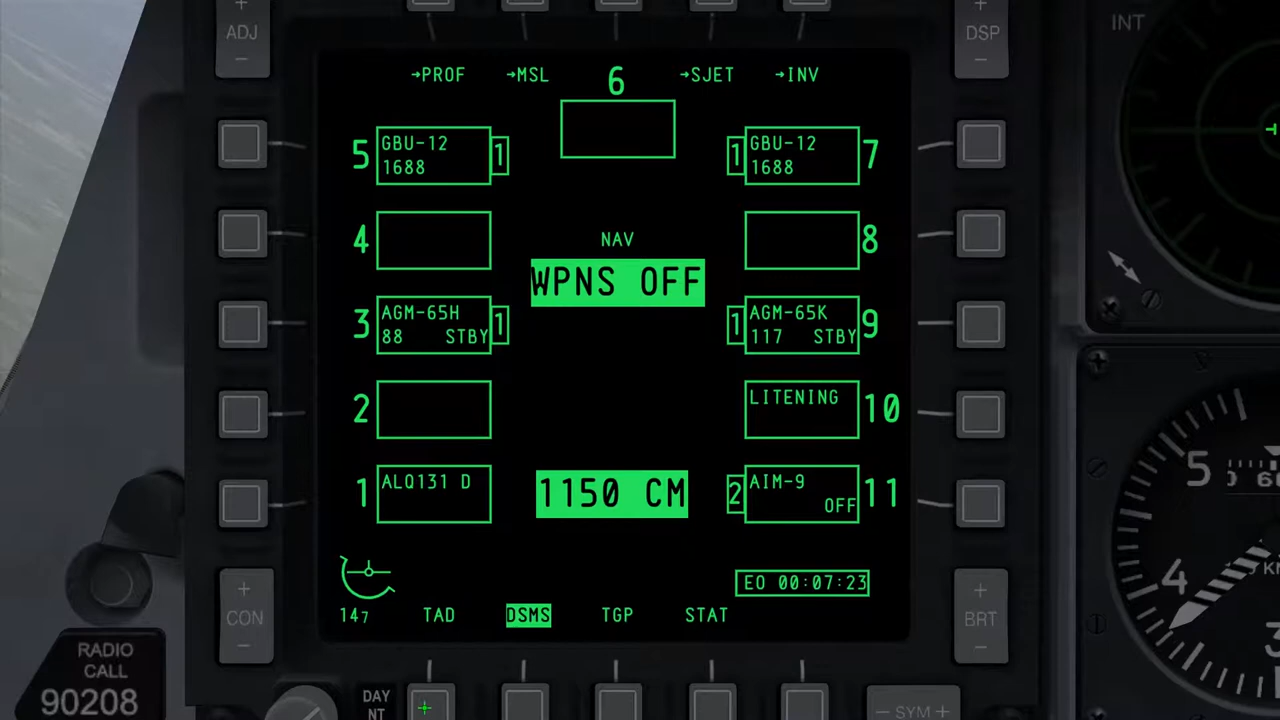 ADJ
DSP
INT
→PROF →MSL 6 →SJET →INV
5 GBU-12 1
1688
1 GBU-12 7
1688
4
8
NAV
WPNS OFF
3 AGM-65H 1
88 STBY
1 AGM-65K 9
117 STBY
2
LITENING 10
1 ALQ131 D
1150 CM
2 AIM-9 11
OFF
EO 00:07:23
147 TAD DSMS TGP STAT
CON
BRT
RADIO
CALL
90208
DAY
NT
- SYM +
5
4
3